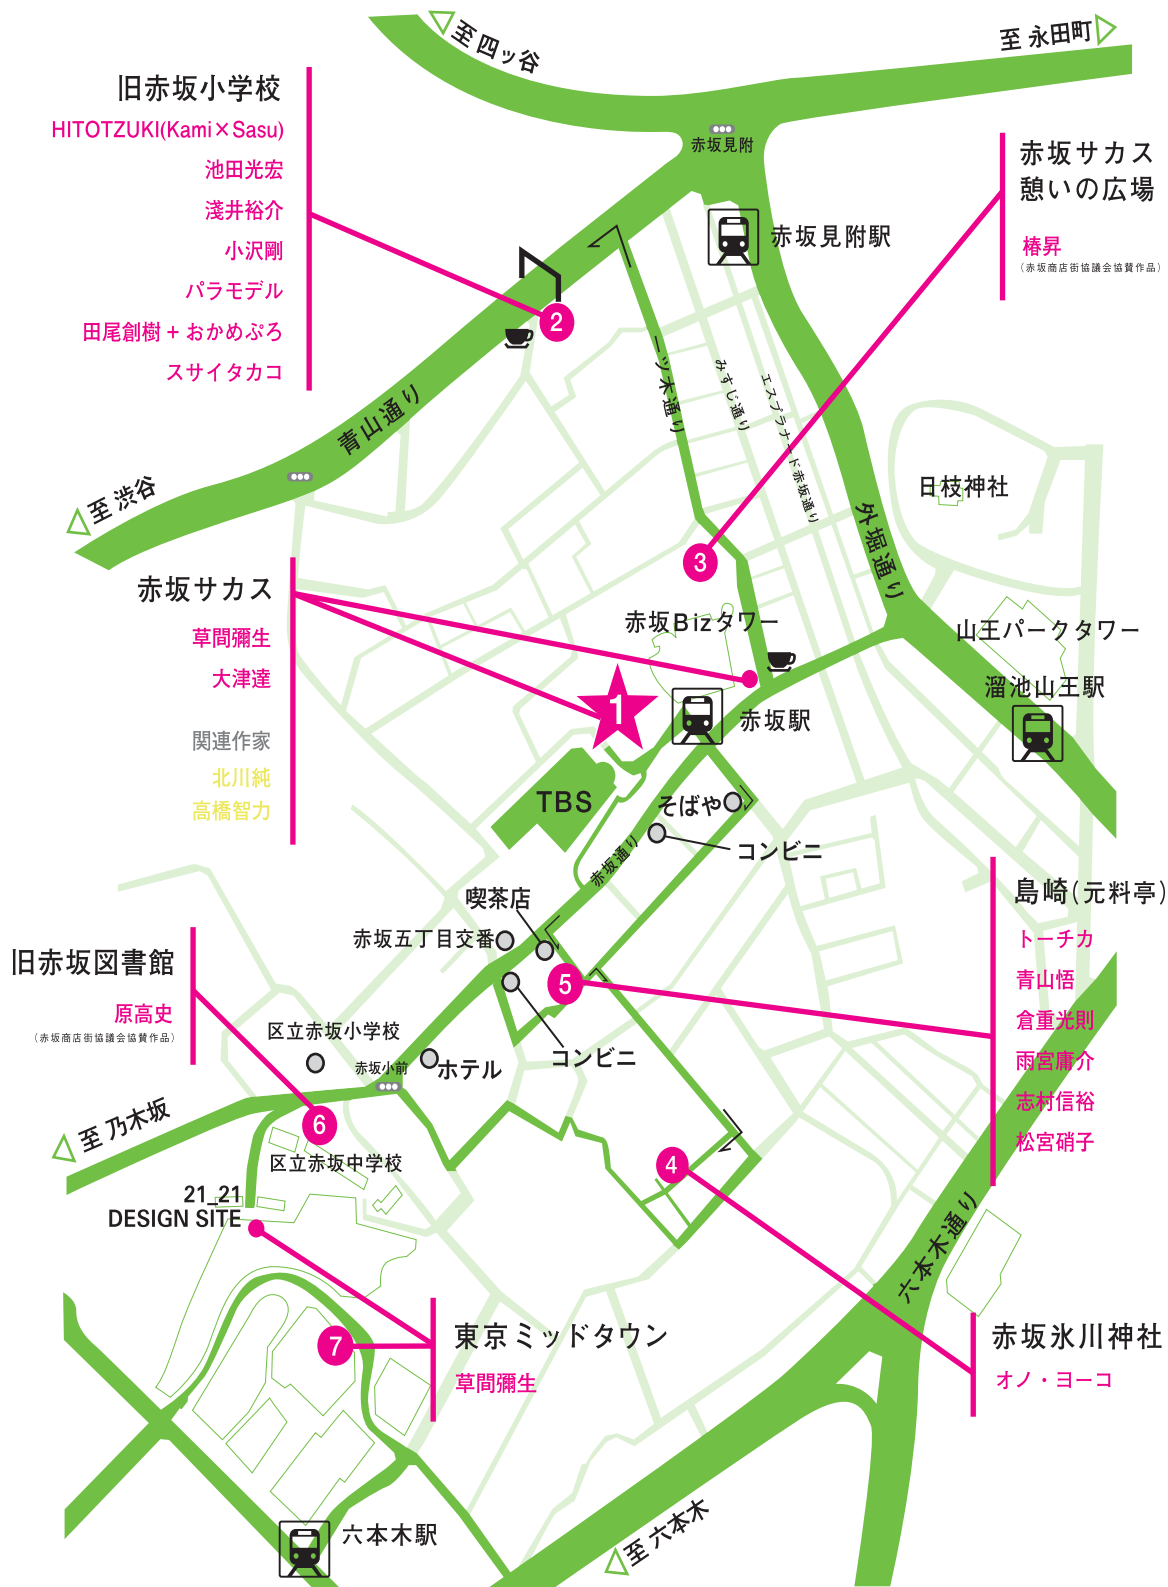 至 四ッ谷
至 永田町
旧赤坂小学校
HITOTZUKI(Kami×Sasu)
池田光宏
淺井裕介
小沢剛
パラモデル
田尾創樹 + おかめぷろ
スサイタカコ
赤坂見附
赤坂サカス
憩いの広場
椿昇
(赤坂商店街協議会協賛作品)
赤坂見附駅
2
一ツ木通り
みすじ通り
エスプラナード赤坂通り
青山通り
至 渋谷
日枝神社
外堀通り
3
赤坂サカス
草間彌生
大津達
関連作家
北川純
高橋智力
赤坂Bizタワー
山王パークタワー
溜池山王駅
1
赤坂駅
TBS
そばや
コンビニ
赤坂通り
喫茶店
赤坂五丁目交番
島崎(元料亭)
トーチカ
青山悟
倉重光則
雨宮庸介
志村信裕
松宮硝子
旧赤坂図書館
原高史
(赤坂商店街協議会協賛作品)
5
区立赤坂小学校
赤坂小前
コンビニ
ホテル
至 乃木坂
6
区立赤坂中学校
4
21_21
DESIGN SITE
六本木通り
7
東京ミッドタウン
草間彌生
赤坂氷川神社
オノ・ヨーコ
六本木駅
至 六本木